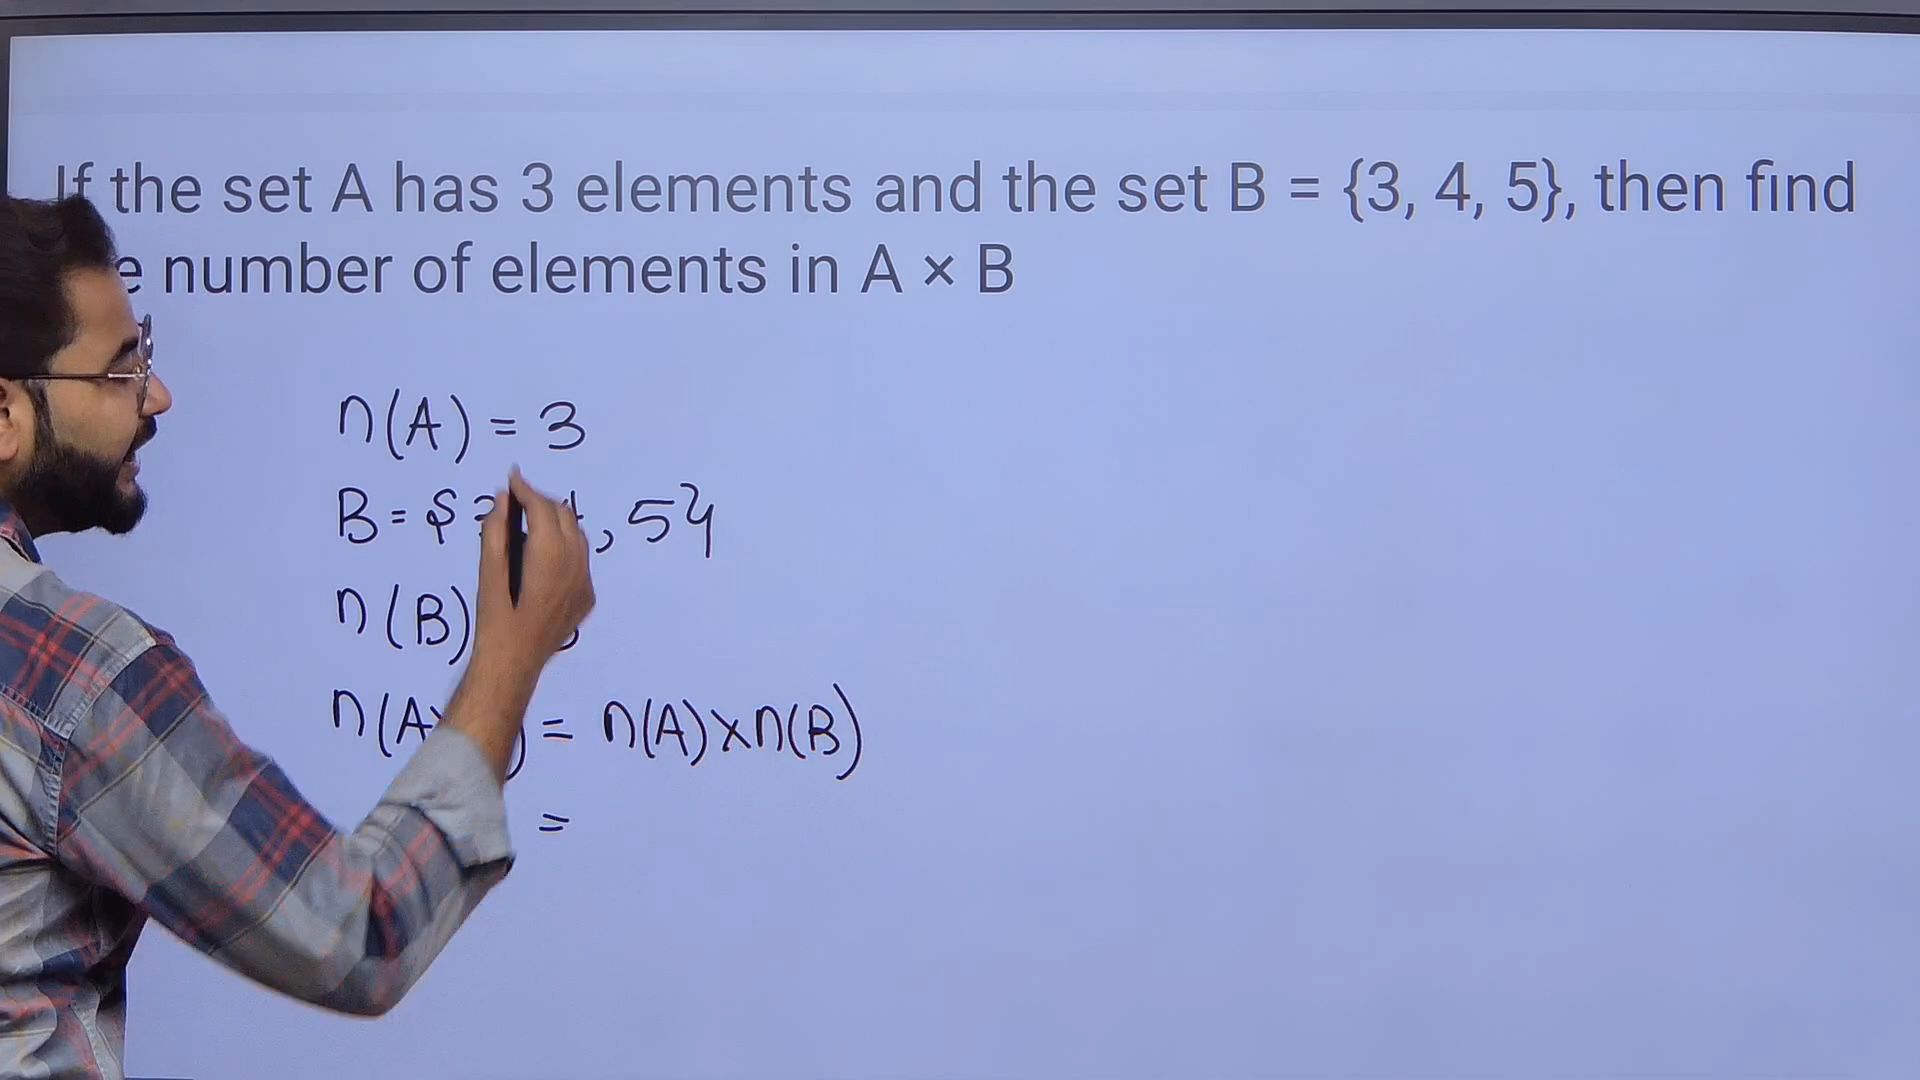 If the set A has 3 elements and the set B = {3, 4, 5}, then find
number of elements in A × B
n(A) = 3
B = { , 5}
n(B)
= n(A)×n(B)
=